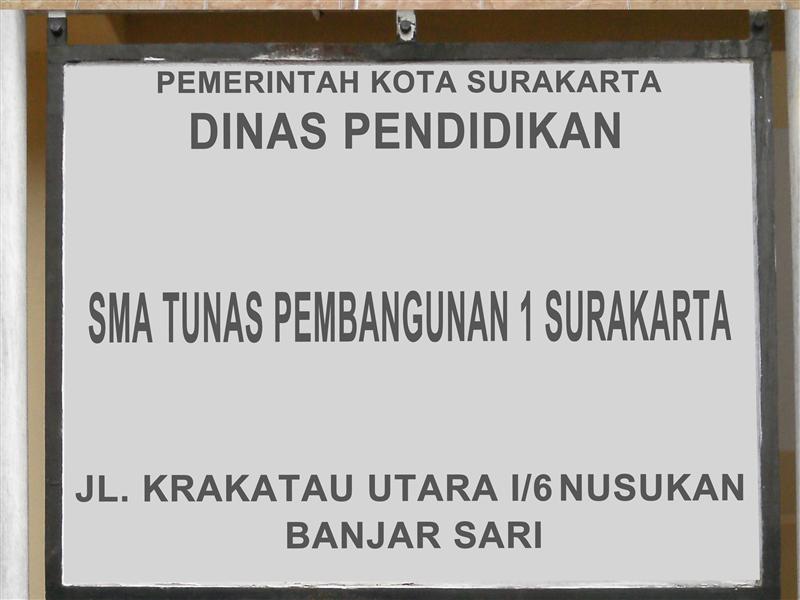 PEMERINTAH KOTA SURAKARTA
DINAS PENDIDIKAN
SMA TUNAS PEMBANGUNAN 1 SURAKARTA
JL. KRAKATAU UTARA I/6 NUSUKAN
BANJAR SARI